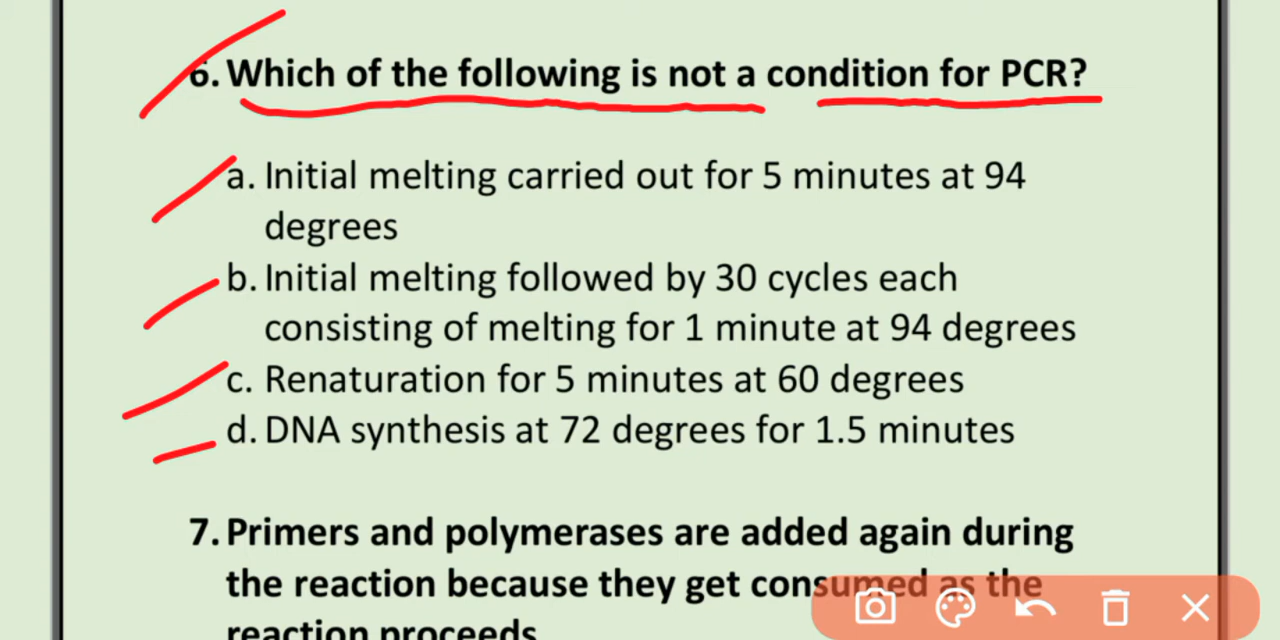 6. Which of the following is not a condition for PCR?
a. Initial melting carried out for 5 minutes at 94
degrees
b. Initial melting followed by 30 cycles each
consisting of melting for 1 minute at 94 degrees
c. Renaturation for 5 minutes at 60 degrees
d. DNA synthesis at 72 degrees for 1.5 minutes
7. Primers and polymerases are added again during
the reaction because they get consumed as the
reaction proceeds